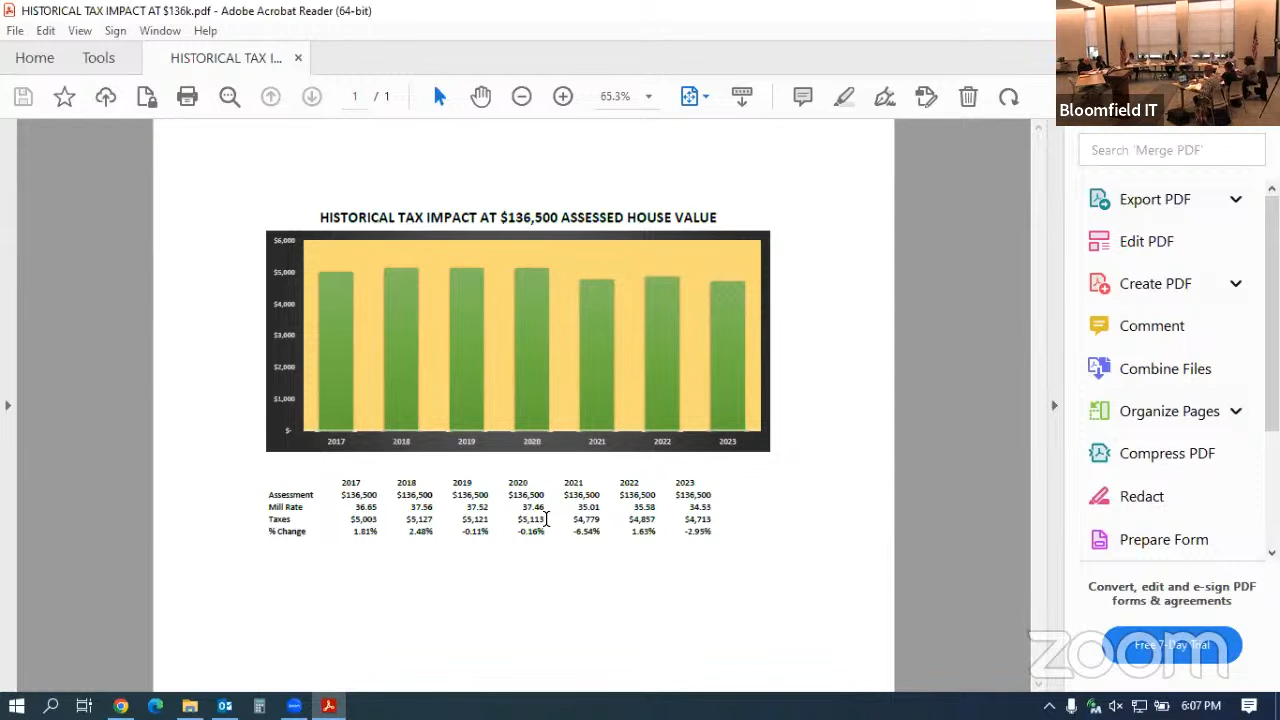 HISTORICAL TAX IMPACT AT $136k.pdf - Adobe Acrobat Reader (64-bit)
File Edit View Sign Window Help
Home Tools HISTORICAL TAX I... ×
1 / 1 65.3%
Bloomfield IT
Search 'Merge PDF'
Export PDF
Edit PDF
Create PDF
Comment
Combine Files
Organize Pages
Compress PDF
Redact
Prepare Form
Convert, edit and e-sign PDF
forms & agreements
Free 7-Day Trial
zoom
HISTORICAL TAX IMPACT AT $136,500 ASSESSED HOUSE VALUE
$6,000
$5,000
$4,000
$3,000
$2,000
$1,000
$-
2017 2018 2019 2020 2021 2022 2023
2017 2018 2019 2020 2021 2022 2023
Assessment $136,500 $136,500 $136,500 $136,500 $136,500 $136,500 $136,500
Mill Rate 36.65 37.56 37.52 37.46 35.01 35.58 34.53
Taxes $5,003 $5,127 $5,121 $5,113 $4,779 $4,857 $4,713
% Change 1.81% 2.48% -0.11% -0.16% -6.54% 1.63% -2.95%
6:07 PM